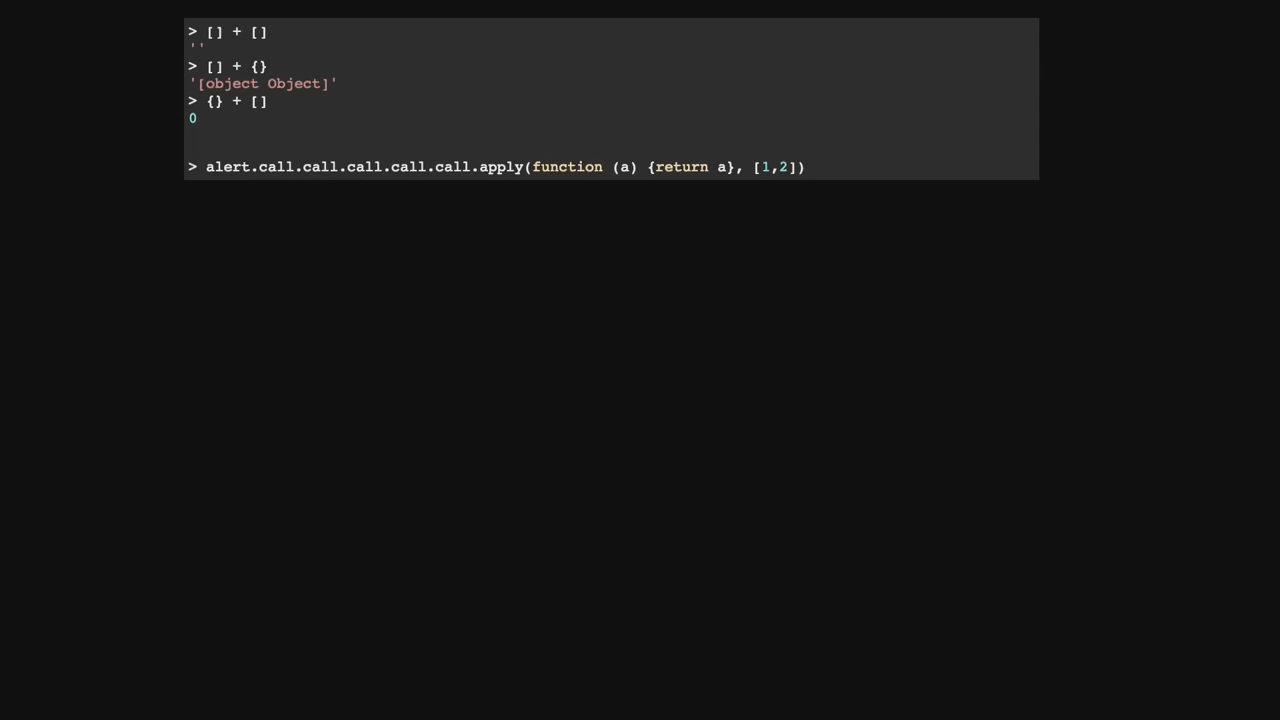 > [] + []
''
> [] + {}
'[object Object]'
> {} + []
0
> alert.call.call.call.call.call.apply(function (a) {return a}, [1,2])